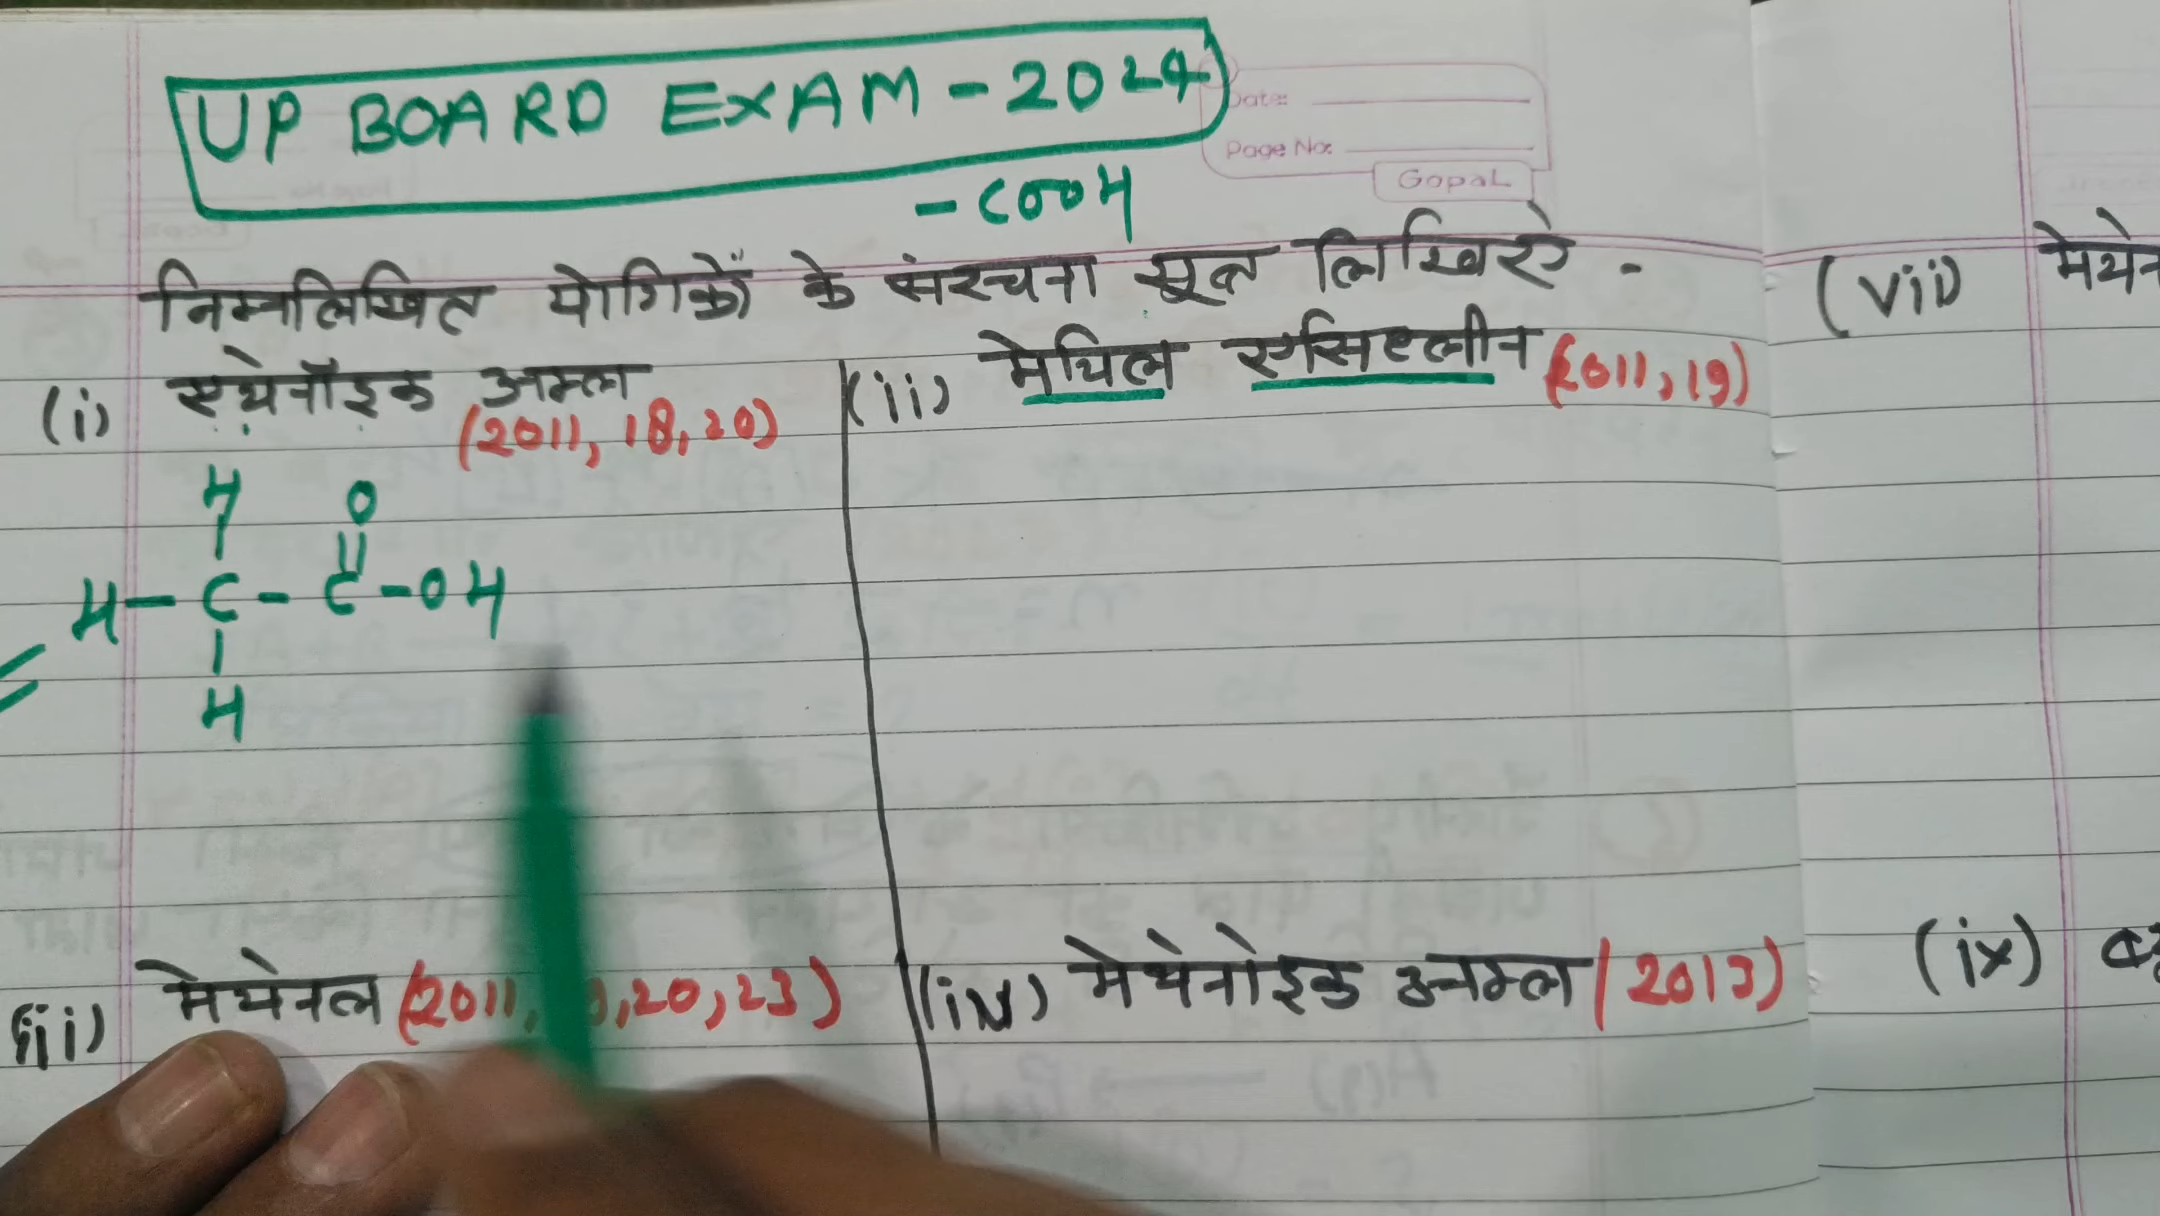 UP BOARD EXAM - 2024
Date:
Page No:
Gopal
- COOH
निम्नलिखित योगिकों के संरचना सूत्र लिखिए -
(i) एथेनॉइक अम्ल
(2011, 18, 20)
H O
H - C - C - OH
H
(ii) मेथिल एसिटलीन (2011, 19)
(iii) मेथेनल (2011, 20, 23)
(iv) मेथेनोइक अम्ल
(vii)
(ix)